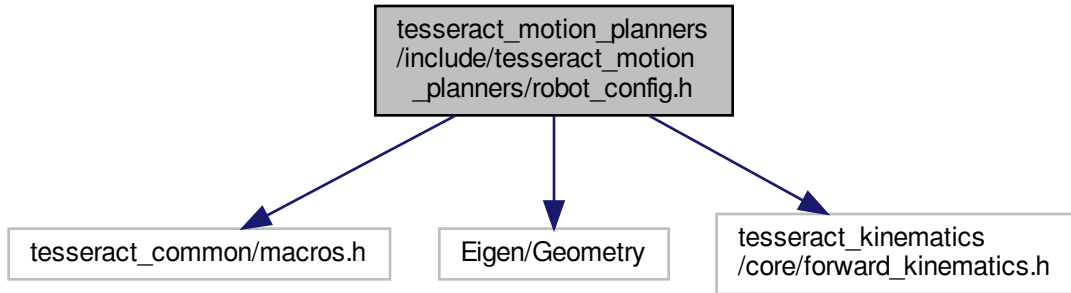 tesseract_motion_planners
/include/tesseract_motion
_planners/robot_config.h
tesseract_common/macros.h
Eigen/Geometry
tesseract_kinematics
/core/forward_kinematics.h